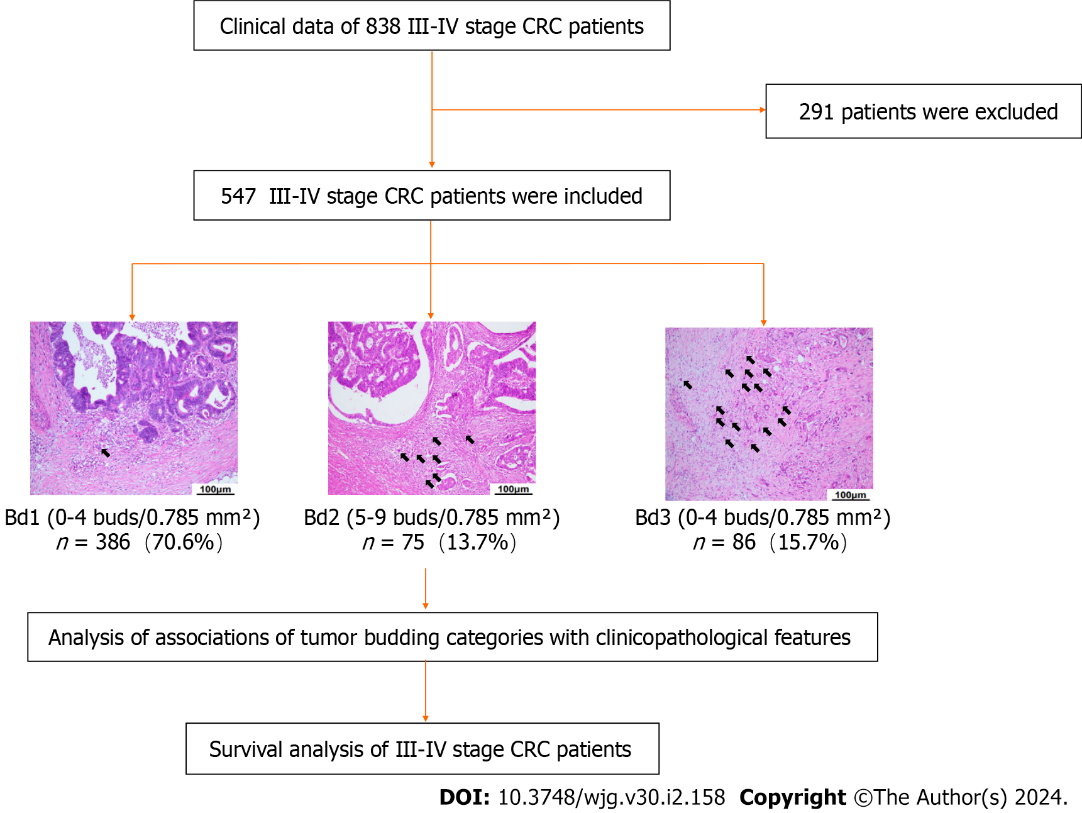 Clinical data of 838 III-IV stage CRC patients
291 patients were excluded
547 III-IV stage CRC patients were included
100μm
100μm
100μm
Bd1 (0-4 buds/0.785 mm²)
n = 386 (70.6%)
Bd2 (5-9 buds/0.785 mm²)
n = 75 (13.7%)
Bd3 (0-4 buds/0.785 mm²)
n = 86 (15.7%)
Analysis of associations of tumor budding categories with clinicopathological features
Survival analysis of III-IV stage CRC patients
DOI: 10.3748/wjg.v30.i2.158 Copyright ©The Author(s) 2024.